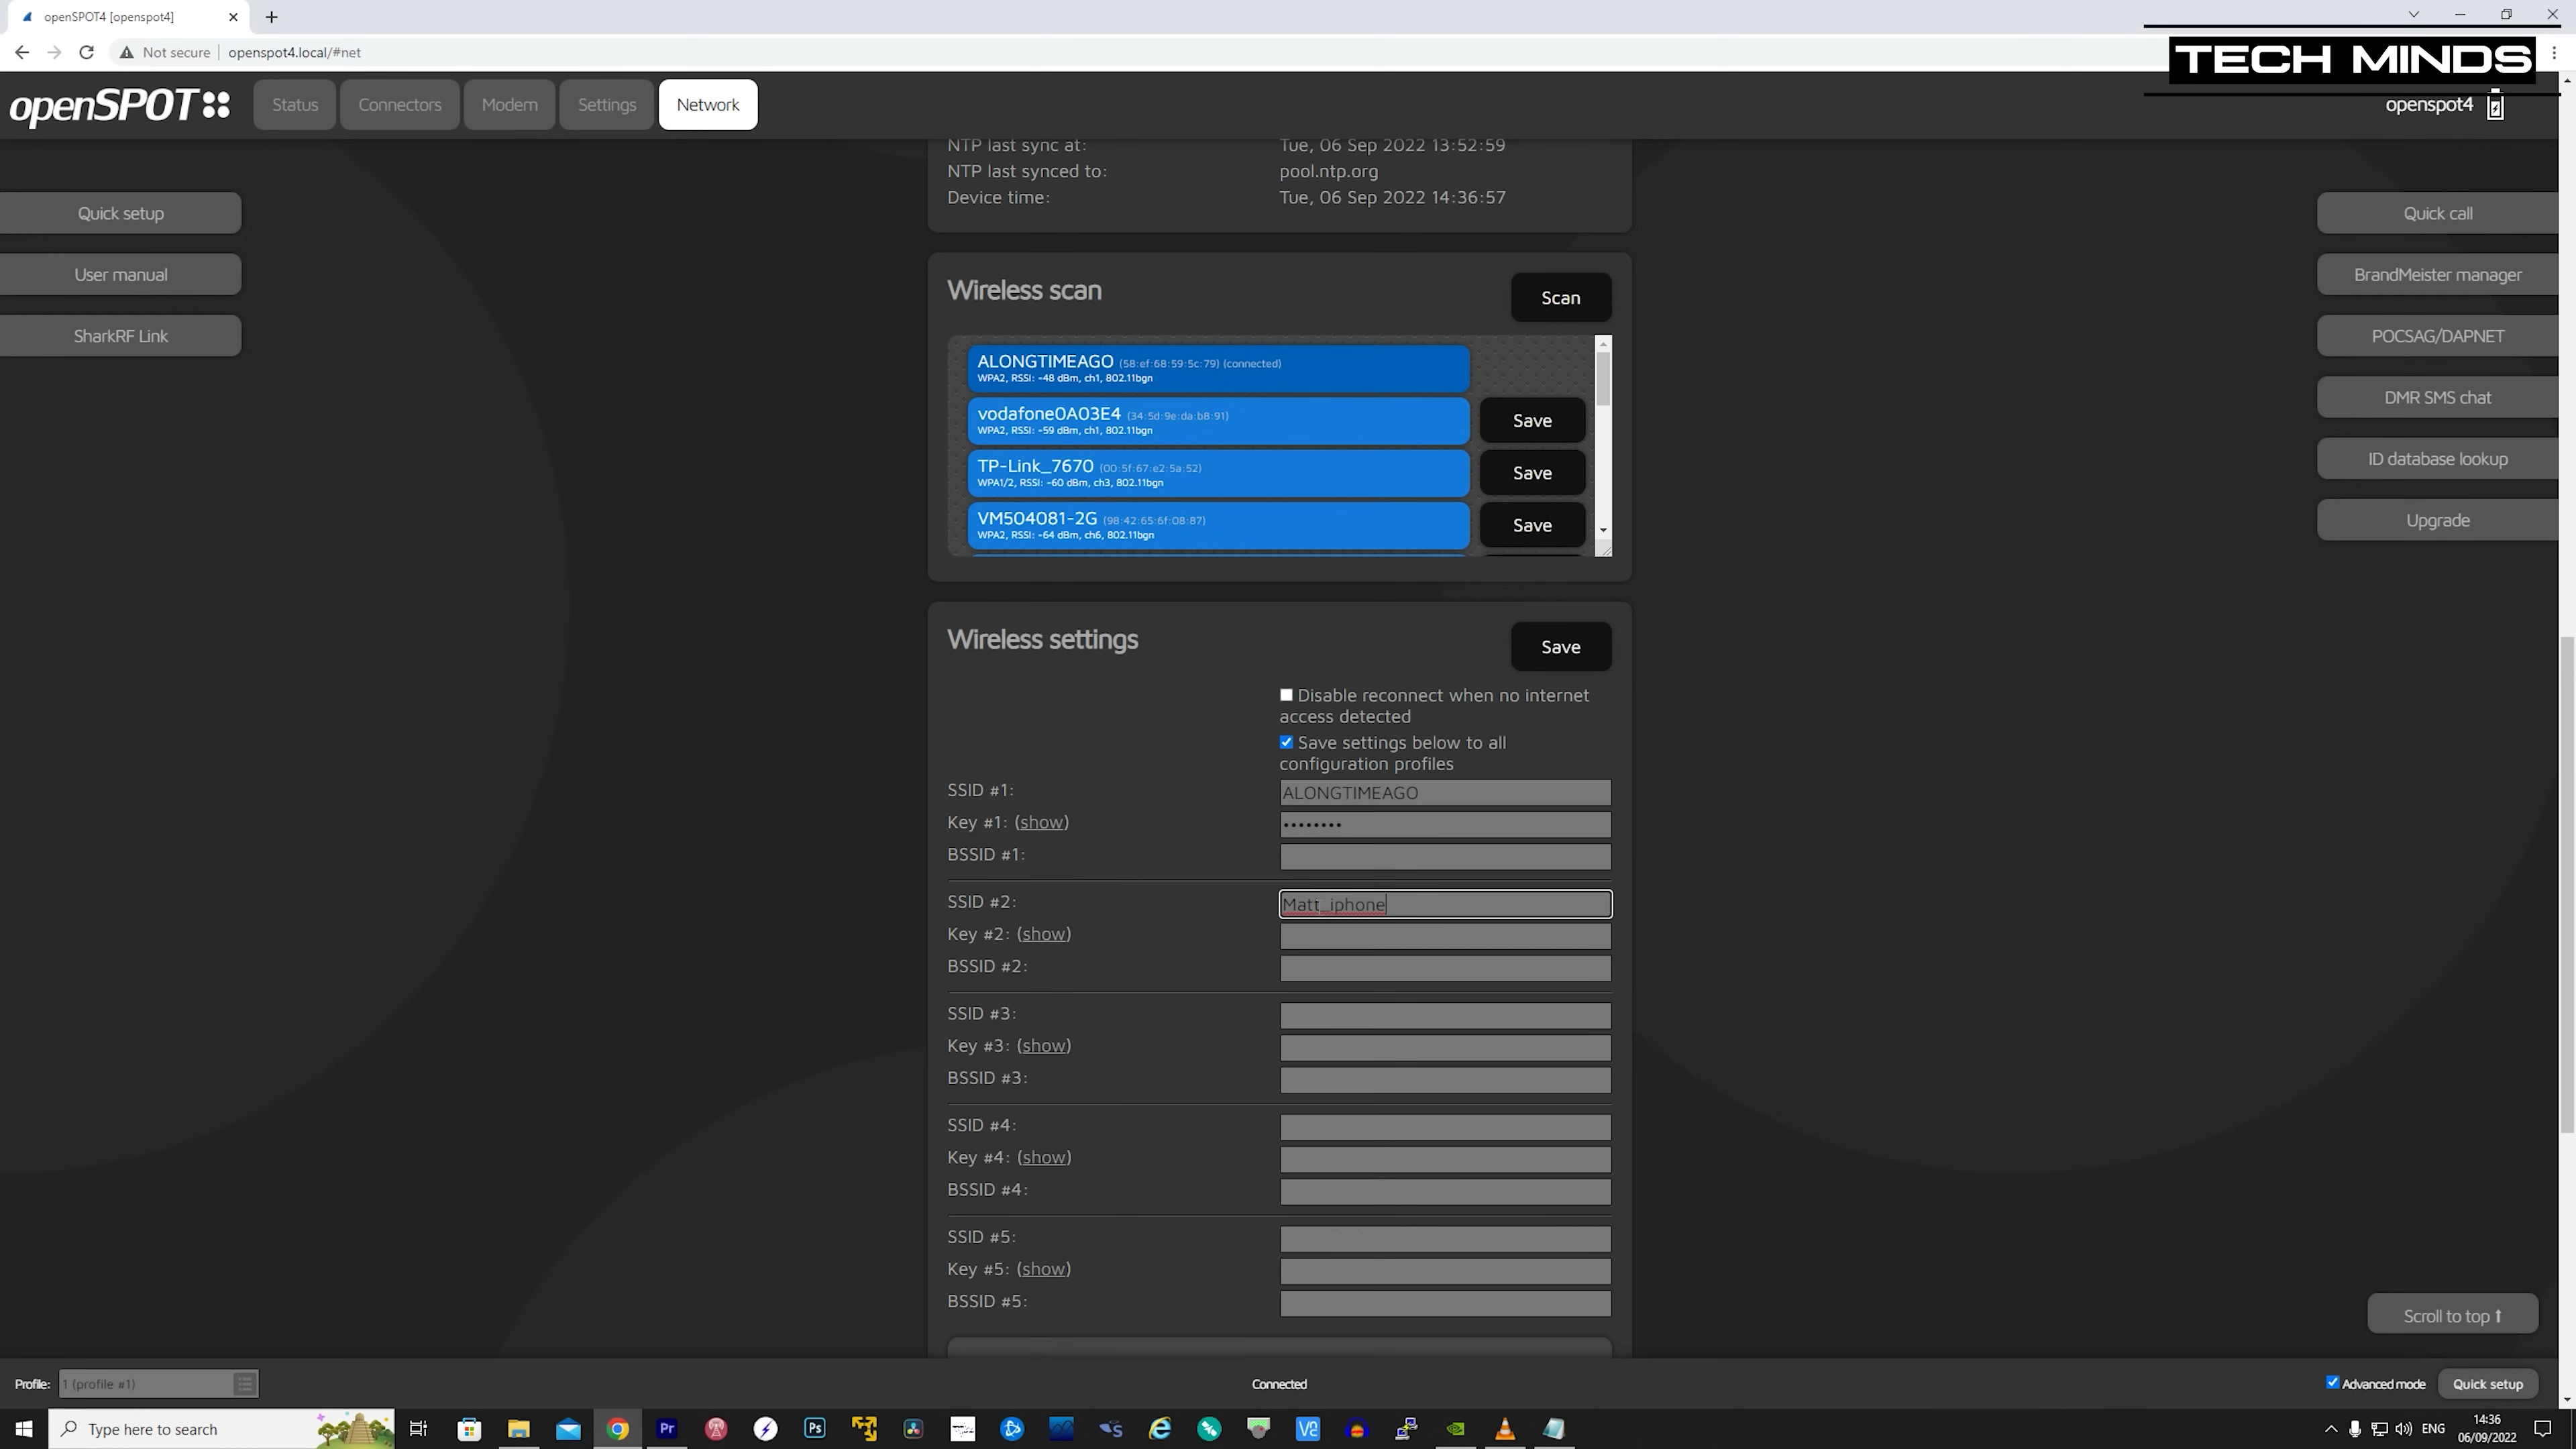 openSPOT4 [openspot4]
Not secure
openspot4.local/#net
TECH MINDS
openSPOT
Status
Connectors
Modem
Settings
Network
openspot4
NTP last sync at: Tue, 06 Sep 2022 13:52:59
NTP last synced to: pool.ntp.org
Device time: Tue, 06 Sep 2022 14:36:57
Quick setup
User manual
SharkRF Link
Quick call
BrandMeister manager
POCSAG/DAPNET
DMR SMS chat
ID database lookup
Upgrade
Wireless scan
Scan
ALONGTIMEAGO (58:ef:68:59:5c:79) (connected)
WPA2, RSSI: -48 dBm, ch1, 802.11bgn
vodafone0A03E4 (34:5d:9e:da:b8:91)
WPA2, RSSI: -59 dBm, ch1, 802.11bgn
Save
TP-Link_7670 (00:5f:67:e2:5a:52)
WPA1/2, RSSI: -60 dBm, ch3, 802.11bgn
Save
VM504081-2G (98:42:65:6f:08:87)
WPA2, RSSI: -64 dBm, ch6, 802.11bgn
Save
Wireless settings
Save
Disable reconnect when no internet
access detected
Save settings below to all
configuration profiles
SSID #1: ALONGTIMEAGO
Key #1: (show) ••••••••
BSSID #1:
SSID #2: Matt_iphone
Key #2: (show)
BSSID #2:
SSID #3:
Key #3: (show)
BSSID #3:
SSID #4:
Key #4: (show)
BSSID #4:
SSID #5:
Key #5: (show)
BSSID #5:
Scroll to top ↑
Profile: 1 (profile #1)
Connected
Advanced mode
Quick setup
Type here to search
Pr
Ps
ENG
14:36
06/09/2022